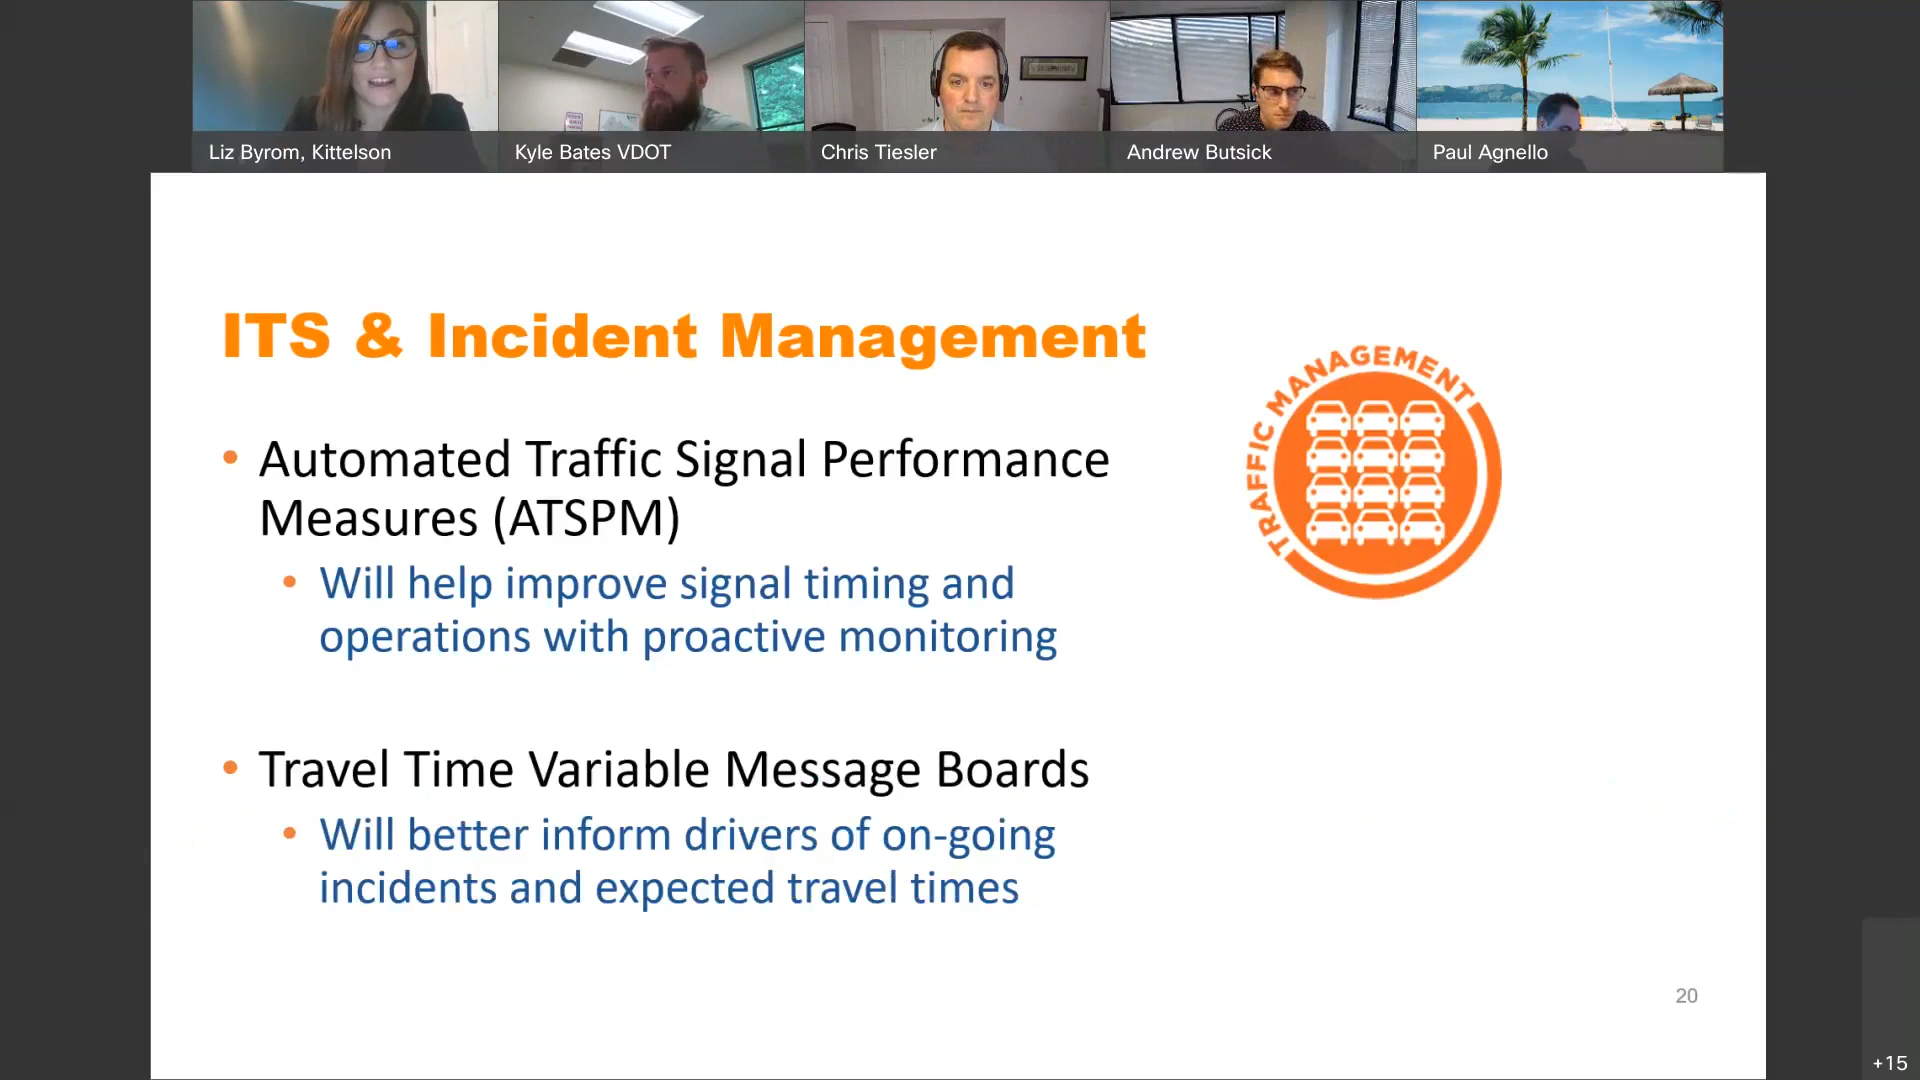 Liz Byrom, Kittelson
Kyle Bates VDOT
Chris Tiesler
Andrew Butsick
Paul Agnello
ITS & Incident Management
TRAFFIC MANAGEMENT
• Automated Traffic Signal Performance
Measures (ATSPM)
• Will help improve signal timing and
operations with proactive monitoring
• Travel Time Variable Message Boards
• Will better inform drivers of on-going
incidents and expected travel times
20
+15